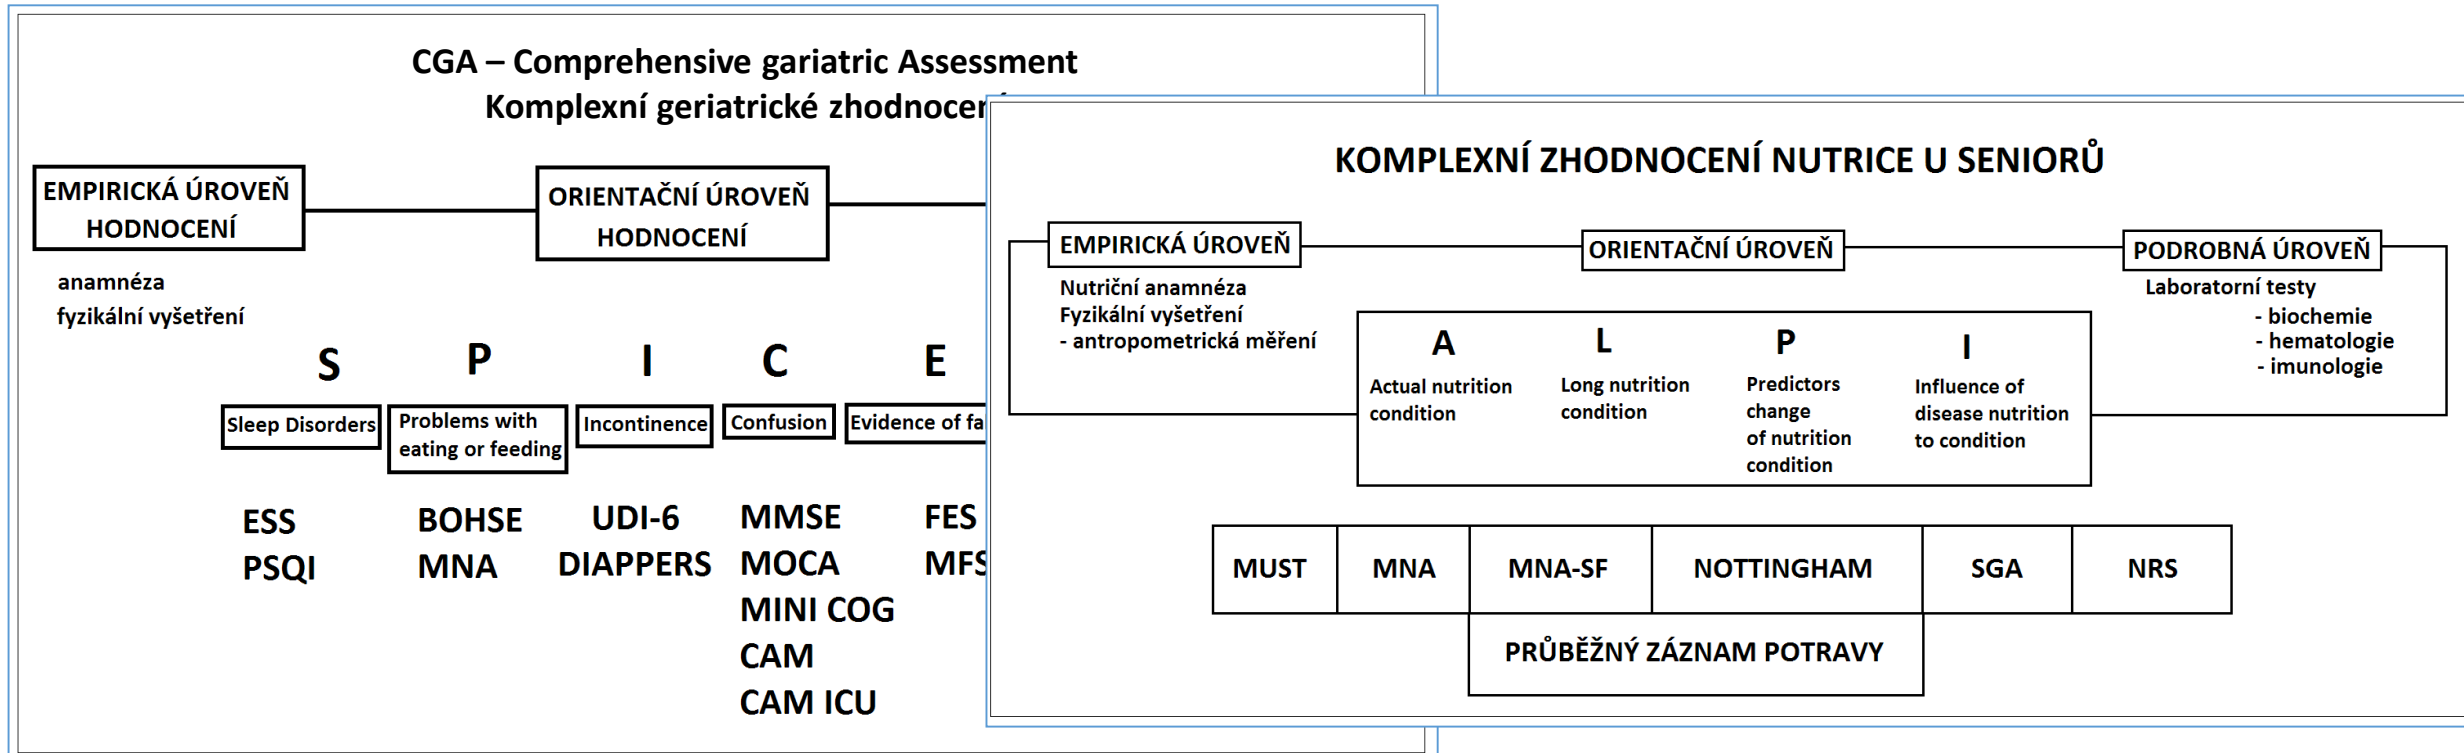 CGA – Comprehensive gariatric Assessment
Komplexní geriatrické zhodnocen
EMPIRICKÁ ÚROVEŇ
HODNOCENÍ
ORIENTAČNÍ ÚROVEŇ
HODNOCENÍ
anamnéza
fyzikální vyšetření
S P I C E
Sleep Disorders
Problems with
eating or feeding
Incontinence
Confusion
Evidence of fa
ESS
PSQI
BOHSE
MNA
UDI-6
DIAPPERS
MMSE
MOCA
MINI COG
CAM
CAM ICU
FES
MFS
KOMPLEXNÍ ZHODNOCENÍ NUTRICE U SENIORŮ
EMPIRICKÁ ÚROVEŇ
Nutriční anamnéza
Fyzikální vyšetření
- antropometrická měření
ORIENTAČNÍ ÚROVEŇ
PODROBNÁ ÚROVEŇ
Laboratorní testy
- biochemie
- hematologie
- imunologie
A
Actual nutrition
condition
L
Long nutrition
condition
P
Predictors
change
of nutrition
condition
I
Influence of
disease nutrition
to condition
MUST MNA MNA-SF NOTTINGHAM SGA NRS
PRŮBĚŽNÝ ZÁZNAM POTRAVY